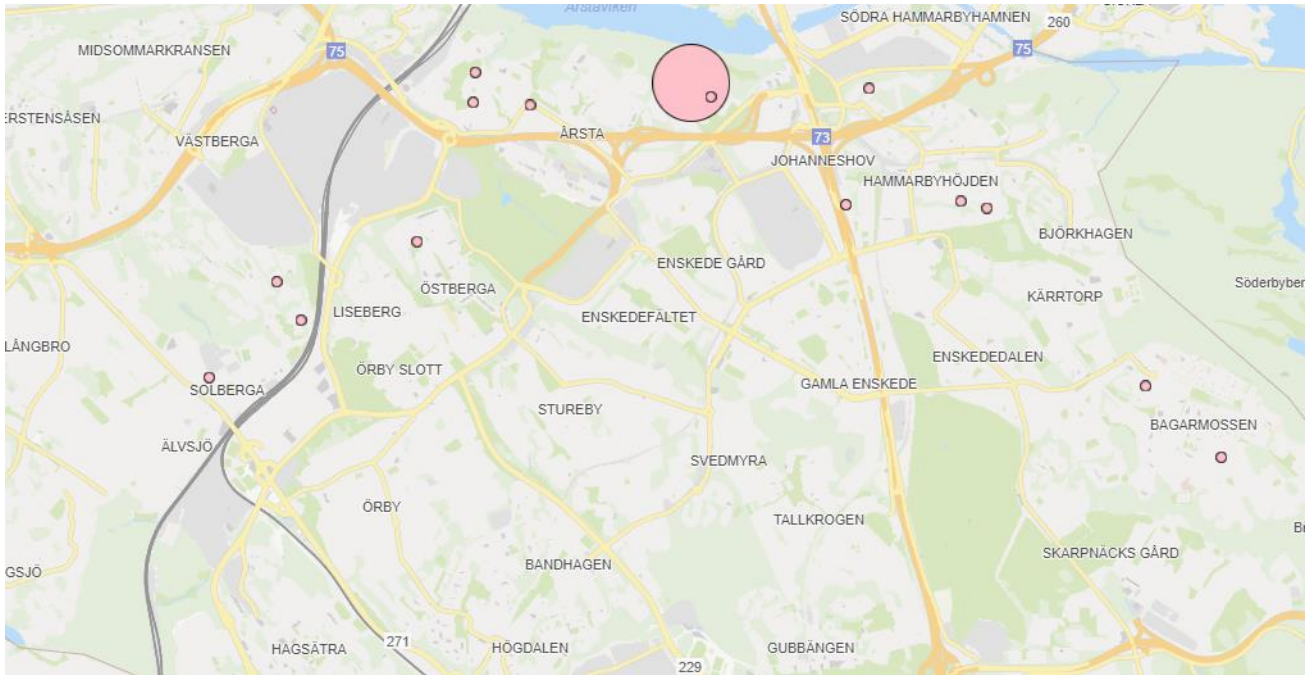 Årstaviken
SÖDRA HAMMARBYHAMNEN
260
MIDSOMMARKRANSEN
75
75
ERSTENSÅSEN
VÄSTBERGA
ÅRSTA
73
JOHANNESHOV
HAMMARBYHÖJDEN
BJÖRKHAGEN
ENSKEDE GÅRD
Söderbyber
ÖSTBERGA
KÄRRTORP
LISEBERG
ENSKEDEFÄLTET
LÅNGBRO
ENSKEDEDALEN
ÖRBY SLOTT
GAMLA ENSKEDE
SOLBERGA
STUREBY
BAGARMOSSEN
ÄLVSJÖ
SVEDMYRA
ÖRBY
TALLKROGEN
Br
SKARPNÄCKS GÅRD
BANDHAGEN
GSJÖ
271
HAGSÄTRA
HÖGDALEN
GUBBÄNGEN
229